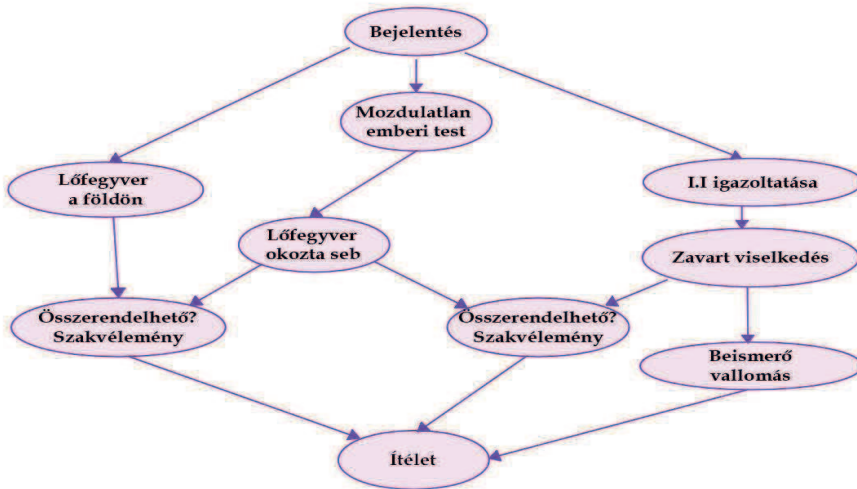 Bejelentés
Mozdulatlan
emberi test
Lőfegyver
a földön
I.I igazoltatása
Lőfegyver
okozta seb
Zavart viselkedés
Összerendelhető?
Szakvélemény
Összerendelhető?
Szakvélemény
Beismerő
vallomás
Ítélet